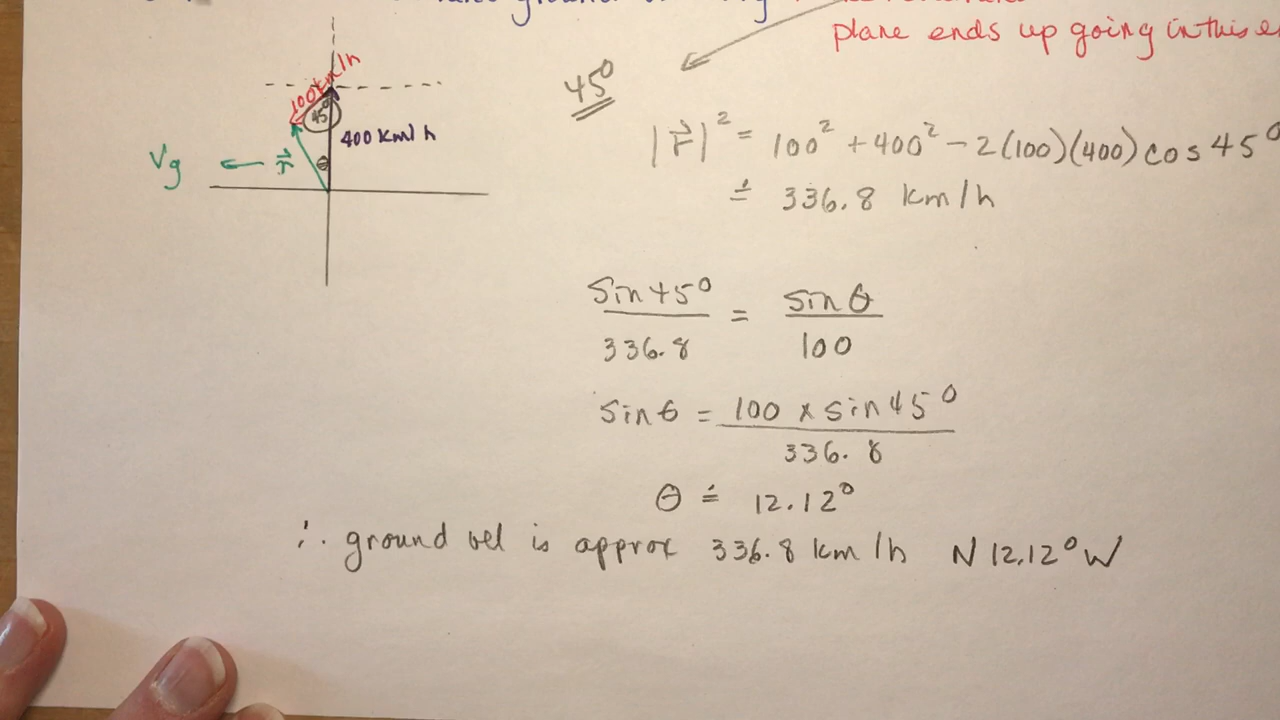 ground
plane ends up going in this
100km/h
45°
45°
400 km/h
Vg ← r⃗ θ
|r⃗|² = 100² + 400² − 2(100)(400) cos 45°
≐ 336.8 km/h
sin 45° / 336.8 = sin θ / 100
sin θ = 100 × sin 45° / 336.8
θ ≐ 12.12°
∴ ground vel is approx 336.8 km/h N 12.12° W